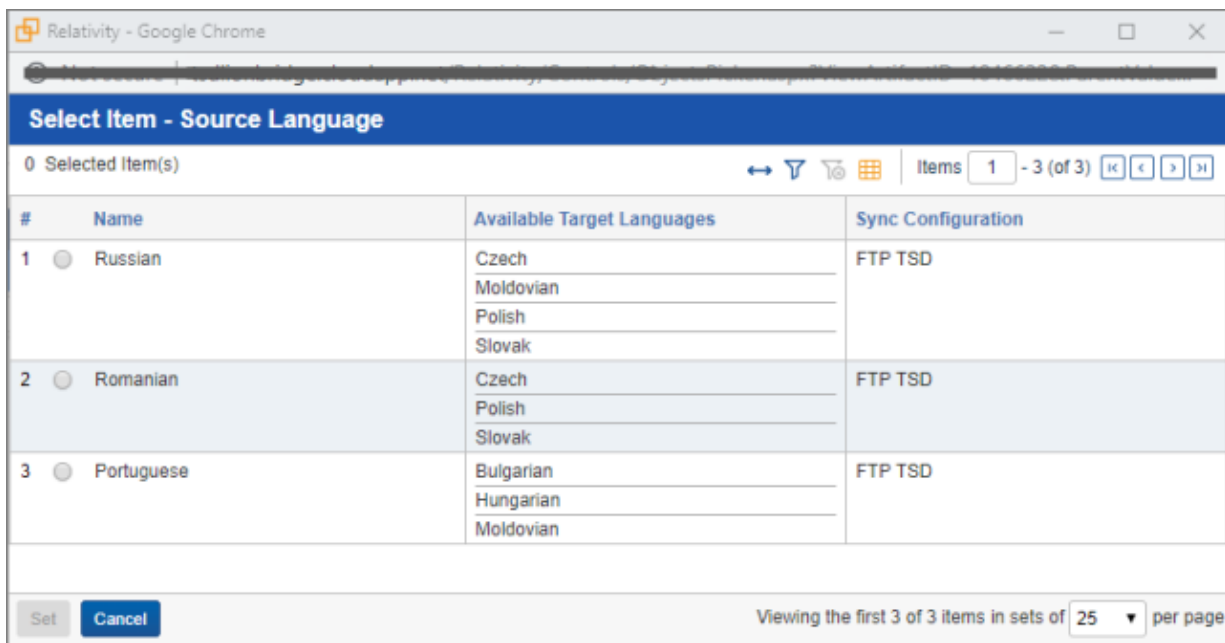 Relativity - Google Chrome
Select Item - Source Language
0 Selected Item(s)
Items 1 - 3 (of 3)
# Name Available Target Languages Sync Configuration
1 Russian Czech FTP TSD
Moldovian
Polish
Slovak
2 Romanian Czech FTP TSD
Polish
Slovak
3 Portuguese Bulgarian FTP TSD
Hungarian
Moldovian
Set Cancel Viewing the first 3 of 3 items in sets of 25 per page